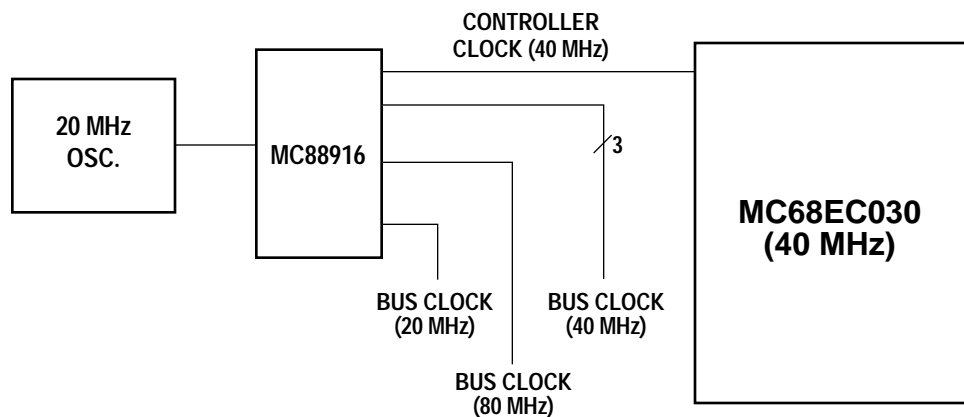 CONTROLLER
CLOCK (40 MHz)
20 MHz
OSC.
MC88916
3
MC68EC030
(40 MHz)
BUS CLOCK
(20 MHz)
BUS CLOCK
(40 MHz)
BUS CLOCK
(80 MHz)